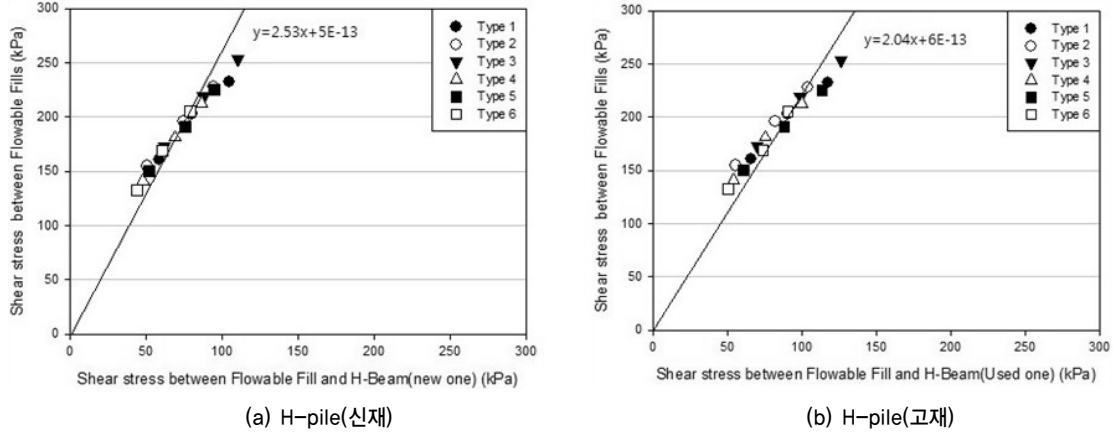 300
250
200
150
100
50
0
Shear stress between Flowable Fills (kPa)
y=2.53x+5E-13
Type 1
Type 2
Type 3
Type 4
Type 5
Type 6
0 50 100 150 200 250 300
Shear stress between Flowable Fill and H-Beam(new one) (kPa)
(a) H-pile(신재)
300
250
200
150
100
50
0
Shear stress between Flowable Fills (kPa)
y=2.04x+6E-13
Type 1
Type 2
Type 3
Type 4
Type 5
Type 6
0 50 100 150 200 250 300
Shear stress between Flowable Fill and H-Beam(Used one) (kPa)
(b) H-pile(고재)